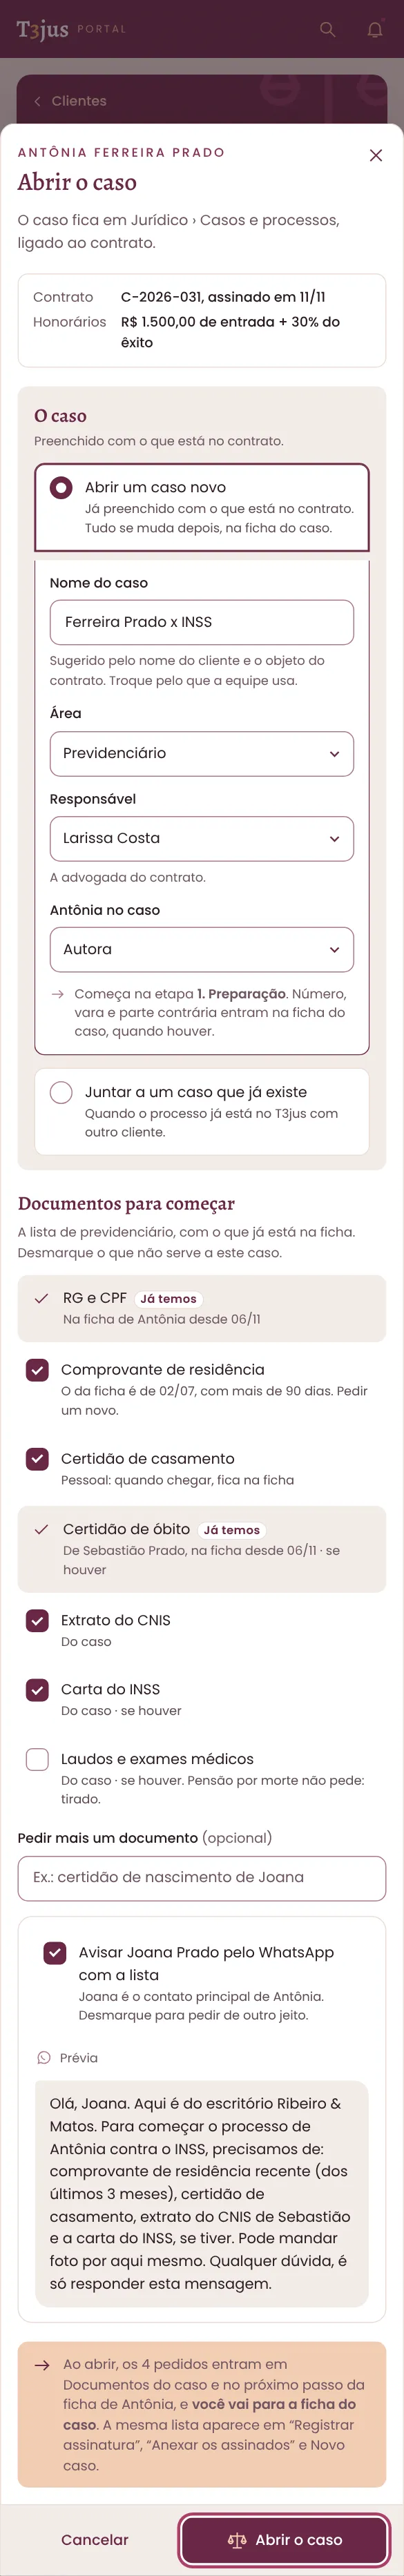 T3jus PORTAL
Clientes
ANTÔNIA FERREIRA PRADO
Abrir o caso
O caso fica em Jurídico › Casos e processos,
ligado ao contrato.
Contrato C-2026-031, assinado em 11/11
Honorários R$ 1.500,00 de entrada + 30% do
êxito
O caso
Preenchido com o que está no contrato.
Abrir um caso novo
Já preenchido com o que está no contrato.
Tudo se muda depois, na ficha do caso.
Nome do caso
Ferreira Prado x INSS
Sugerido pelo nome do cliente e o objeto do
contrato. Troque pelo que a equipe usa.
Área
Previdenciário
Responsável
Larissa Costa
A advogada do contrato.
Antônia no caso
Autora
→ Começa na etapa 1. Preparação. Número,
vara e parte contrária entram na ficha do
caso, quando houver.
Juntar a um caso que já existe
Quando o processo já está no T3jus com
outro cliente.
Documentos para começar
A lista de previdenciário, com o que já está na ficha.
Desmarque o que não serve a este caso.
RG e CPF Já temos
Na ficha de Antônia desde 06/11
Comprovante de residência
O da ficha é de 02/07, com mais de 90 dias. Pedir
um novo.
Certidão de casamento
Pessoal: quando chegar, fica na ficha
Certidão de óbito Já temos
De Sebastião Prado, na ficha desde 06/11 · se
houver
Extrato do CNIS
Do caso
Carta do INSS
Do caso · se houver
Laudos e exames médicos
Do caso · se houver. Pensão por morte não pede:
tirado.
Pedir mais um documento (opcional)
Ex.: certidão de nascimento de Joana
Avisar Joana Prado pelo WhatsApp
com a lista
Joana é o contato principal de Antônia.
Desmarque para pedir de outro jeito.
Prévia
Olá, Joana. Aqui é do escritório Ribeiro &
Matos. Para começar o processo de
Antônia contra o INSS, precisamos de:
comprovante de residência recente (dos
últimos 3 meses), certidão de
casamento, extrato do CNIS de Sebastião
e a carta do INSS, se tiver. Pode mandar
foto por aqui mesmo. Qualquer dúvida, é
só responder esta mensagem.
→ Ao abrir, os 4 pedidos entram em
Documentos do caso e no próximo passo da
ficha de Antônia, e você vai para a ficha do
caso. A mesma lista aparece em “Registrar
assinatura”, “Anexar os assinados” e Novo
caso.
Cancelar
Abrir o caso